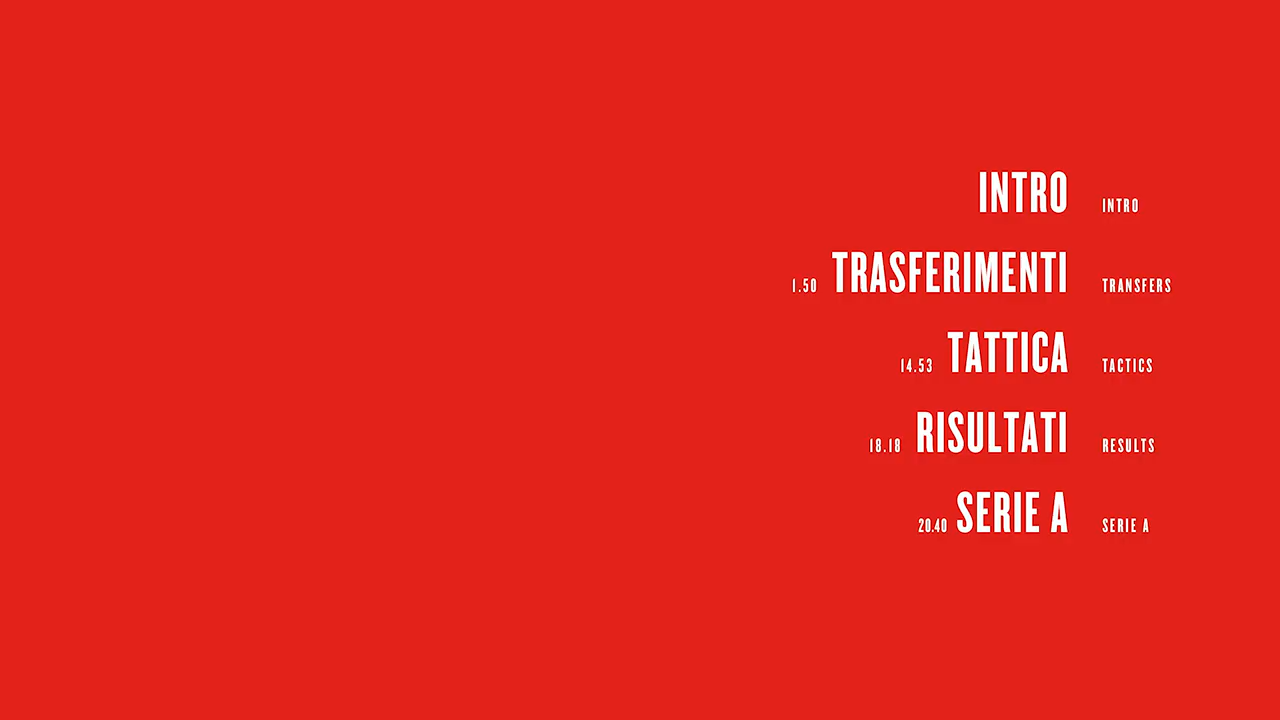 INTRO INTRO
1.50 TRASFERIMENTI TRANSFERS
14.53 TATTICA TACTICS
18.18 RISULTATI RESULTS
20.40 SERIE A SERIE A